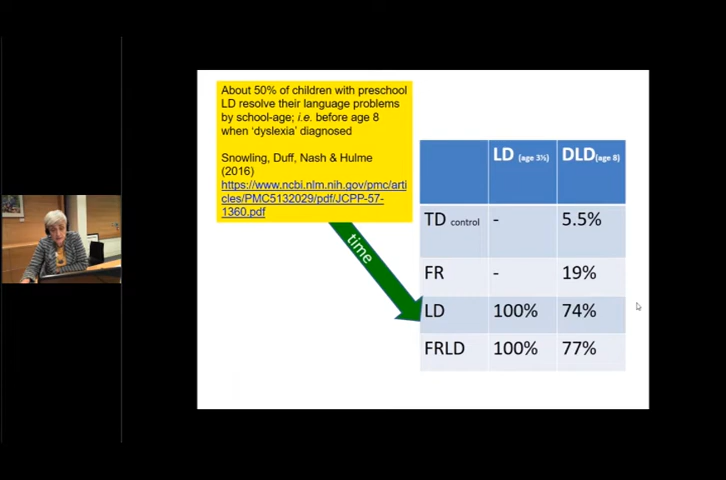 About 50% of children with preschool
LD resolve their language problems
by school-age; i.e. before age 8
when 'dyslexia' diagnosed
Snowling, Duff, Nash & Hulme
(2016)
https://www.ncbi.nlm.nih.gov/pmc/arti
cles/PMC5132029/pdf/JCPP-57-
1360.pdf
time
LD (age 3½) DLD(age 8)
TD control - 5.5%
FR - 19%
LD 100% 74%
FRLD 100% 77%